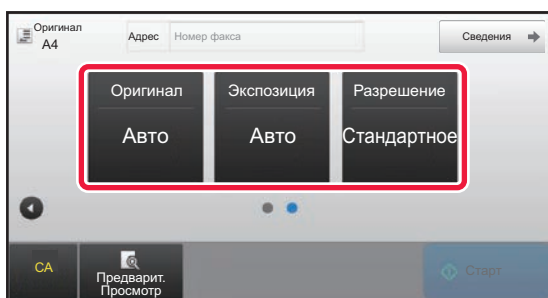 Оригинал
A4
Адрес
Номер факса
Сведения
Оригинал
Экспозиция
Разрешение
Авто
Авто
Стандартное
CA
Предварит.
Просмотр
Старт